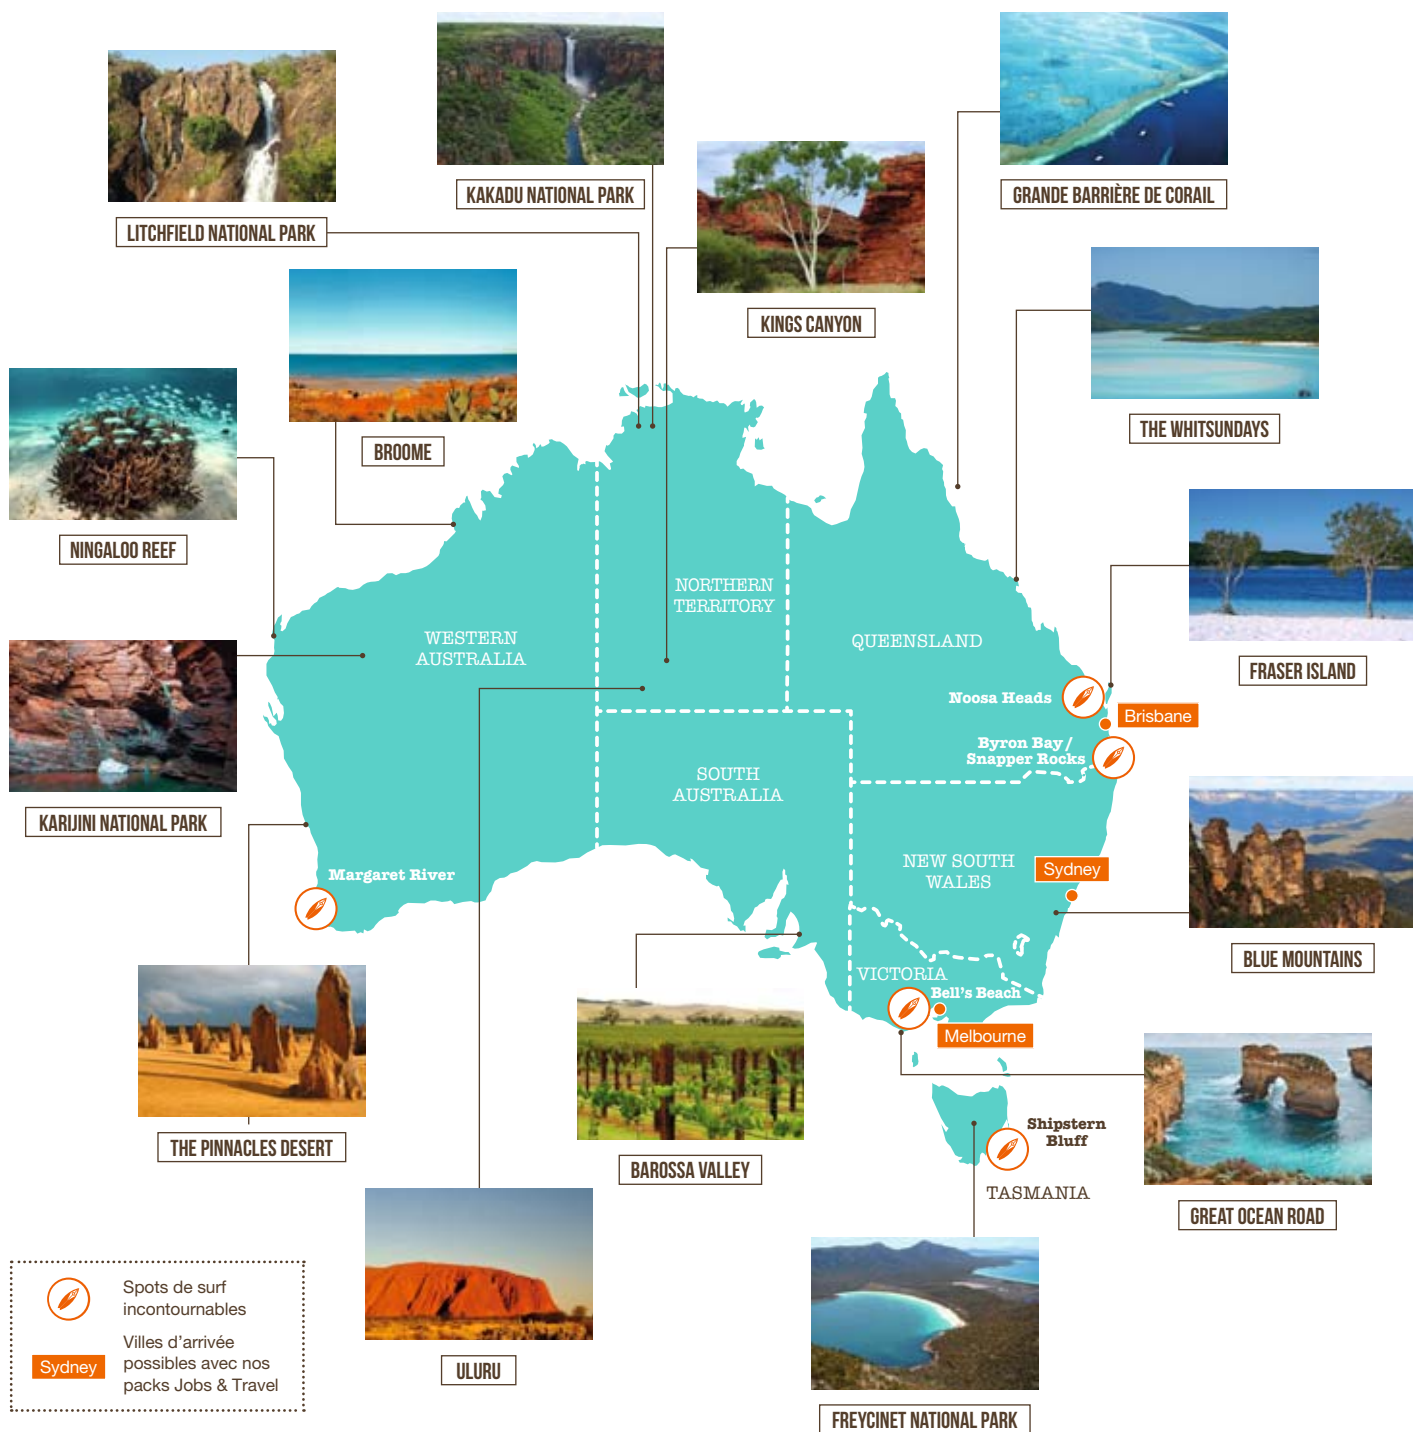 KAKADU NATIONAL PARK
GRANDE BARRIÈRE DE CORAIL
LITCHFIELD NATIONAL PARK
KINGS CANYON
THE WHITSUNDAYS
BROOME
NINGALOO REEF
NORTHERN
TERRITORY
WESTERN
AUSTRALIA
QUEENSLAND
FRASER ISLAND
Noosa Heads
Brisbane
Byron Bay /
Snapper Rocks
SOUTH
AUSTRALIA
KARIJINI NATIONAL PARK
NEW SOUTH
WALES
Sydney
Margaret River
BLUE MOUNTAINS
VICTORIA
Bell's Beach
Melbourne
THE PINNACLES DESERT
BAROSSA VALLEY
Shipstern
Bluff
TASMANIA
GREAT OCEAN ROAD
Spots de surf
incontournables
Sydney
Villes d'arrivée
possibles avec nos
packs Jobs & Travel
ULURU
FREYCINET NATIONAL PARK